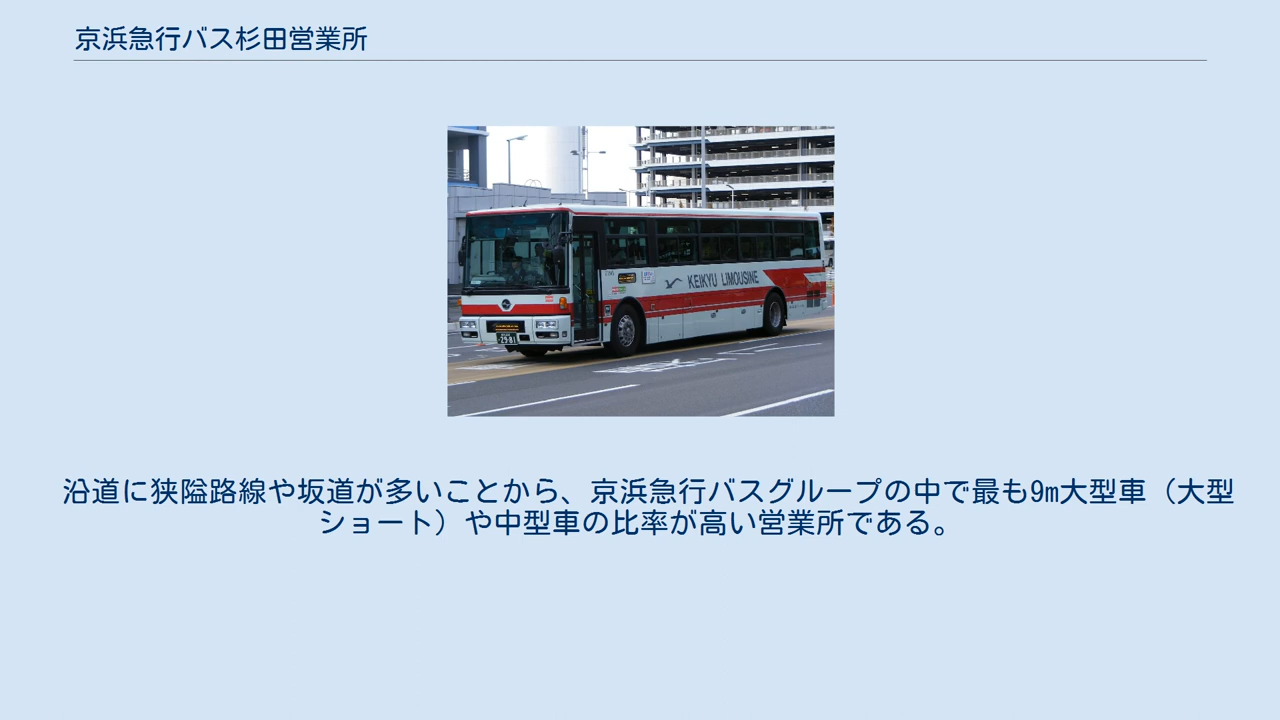 京浜急行バス杉田営業所
KEIKYU LIMOUSINE
2981
沿道に狭隘路線や坂道が多いことから、京浜急行バスグループの中で最も9m大型車（大型
ショート）や中型車の比率が高い営業所である。